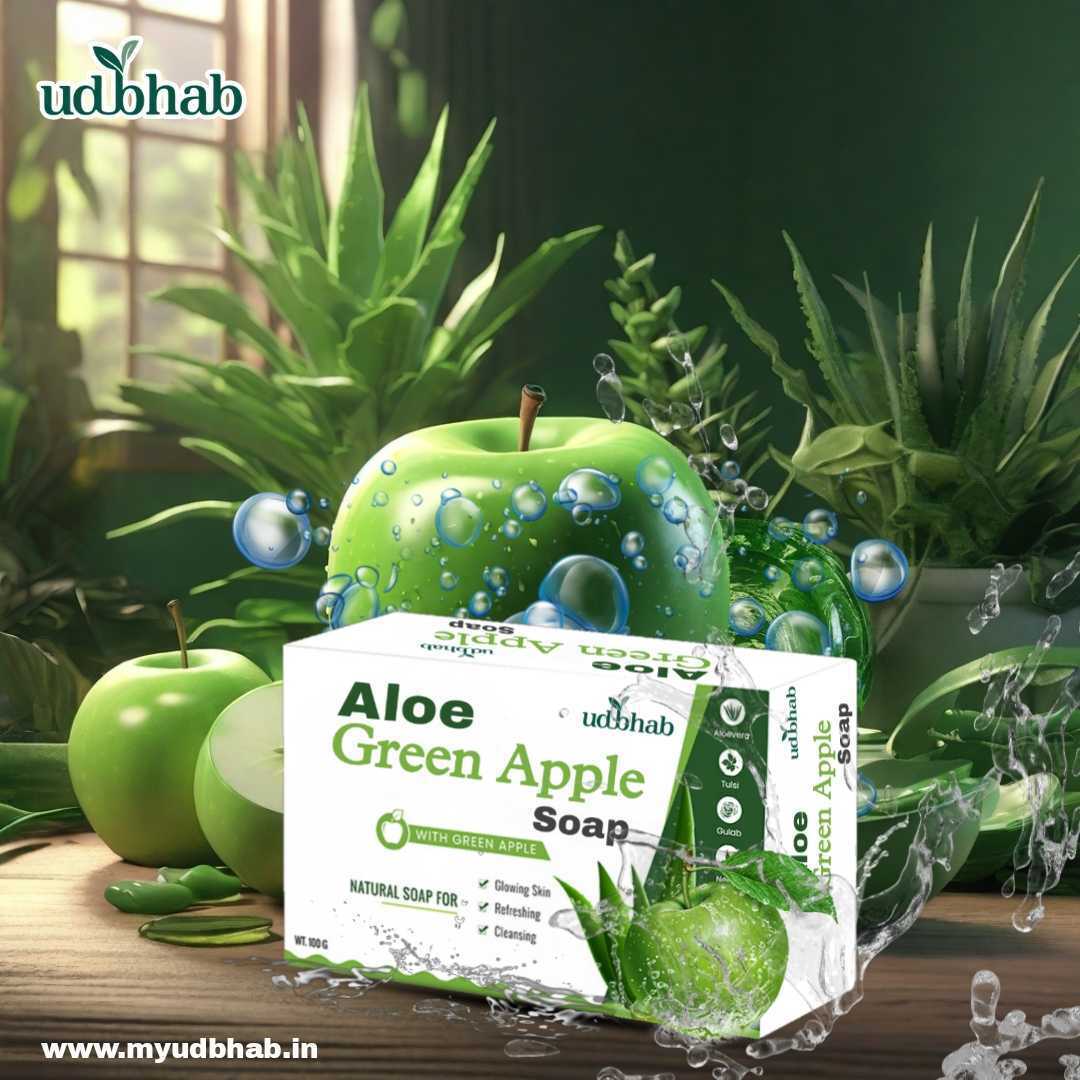 udbhab
udbhab
Aloe
Green Apple
Soap
Aloe
Green Apple
Soap
udbhab
WITH GREEN APPLE
NATURAL SOAP FOR
Glowing Skin
Refreshing
Cleansing
WT. 100 G
Aloevera
Tulsi
Gulab
udbhab
Green Apple
Soap
www.myudbhab.in